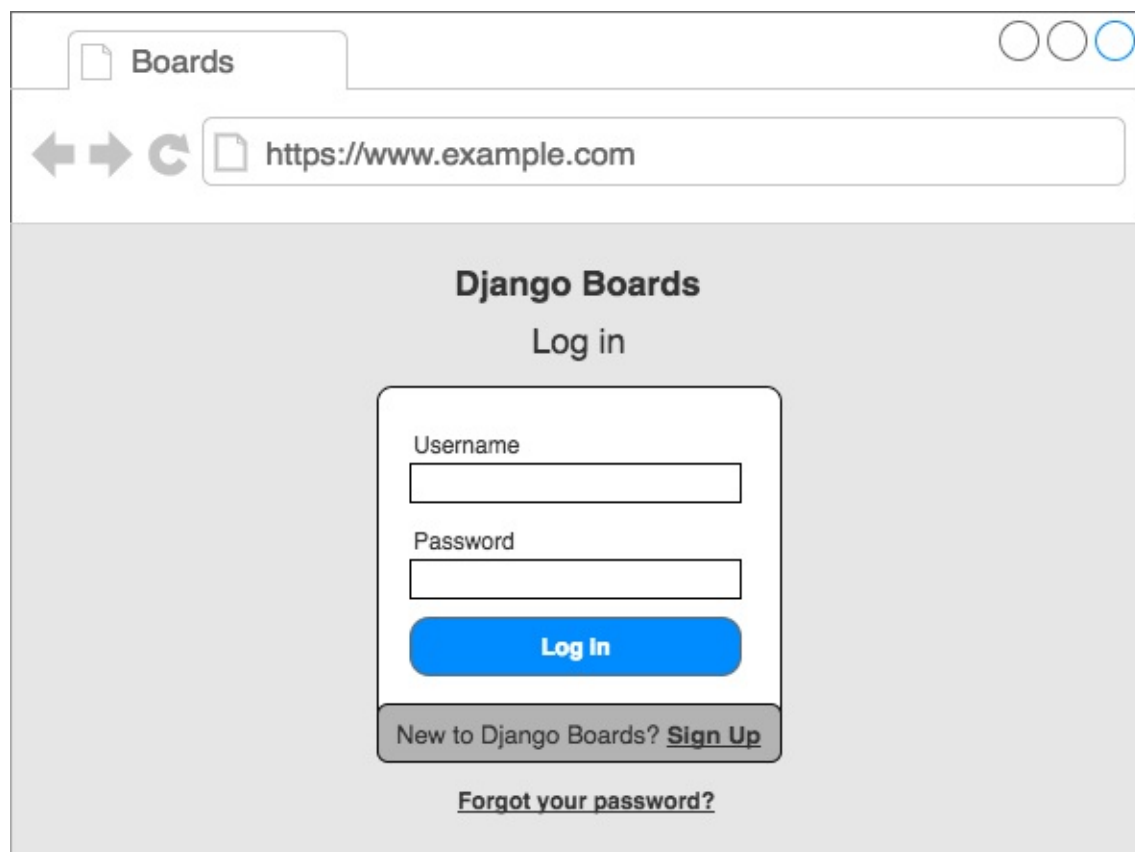 Boards
https://www.example.com
Django Boards
Log in
Username
Password
Log In
New to Django Boards? Sign Up
Forgot your password?